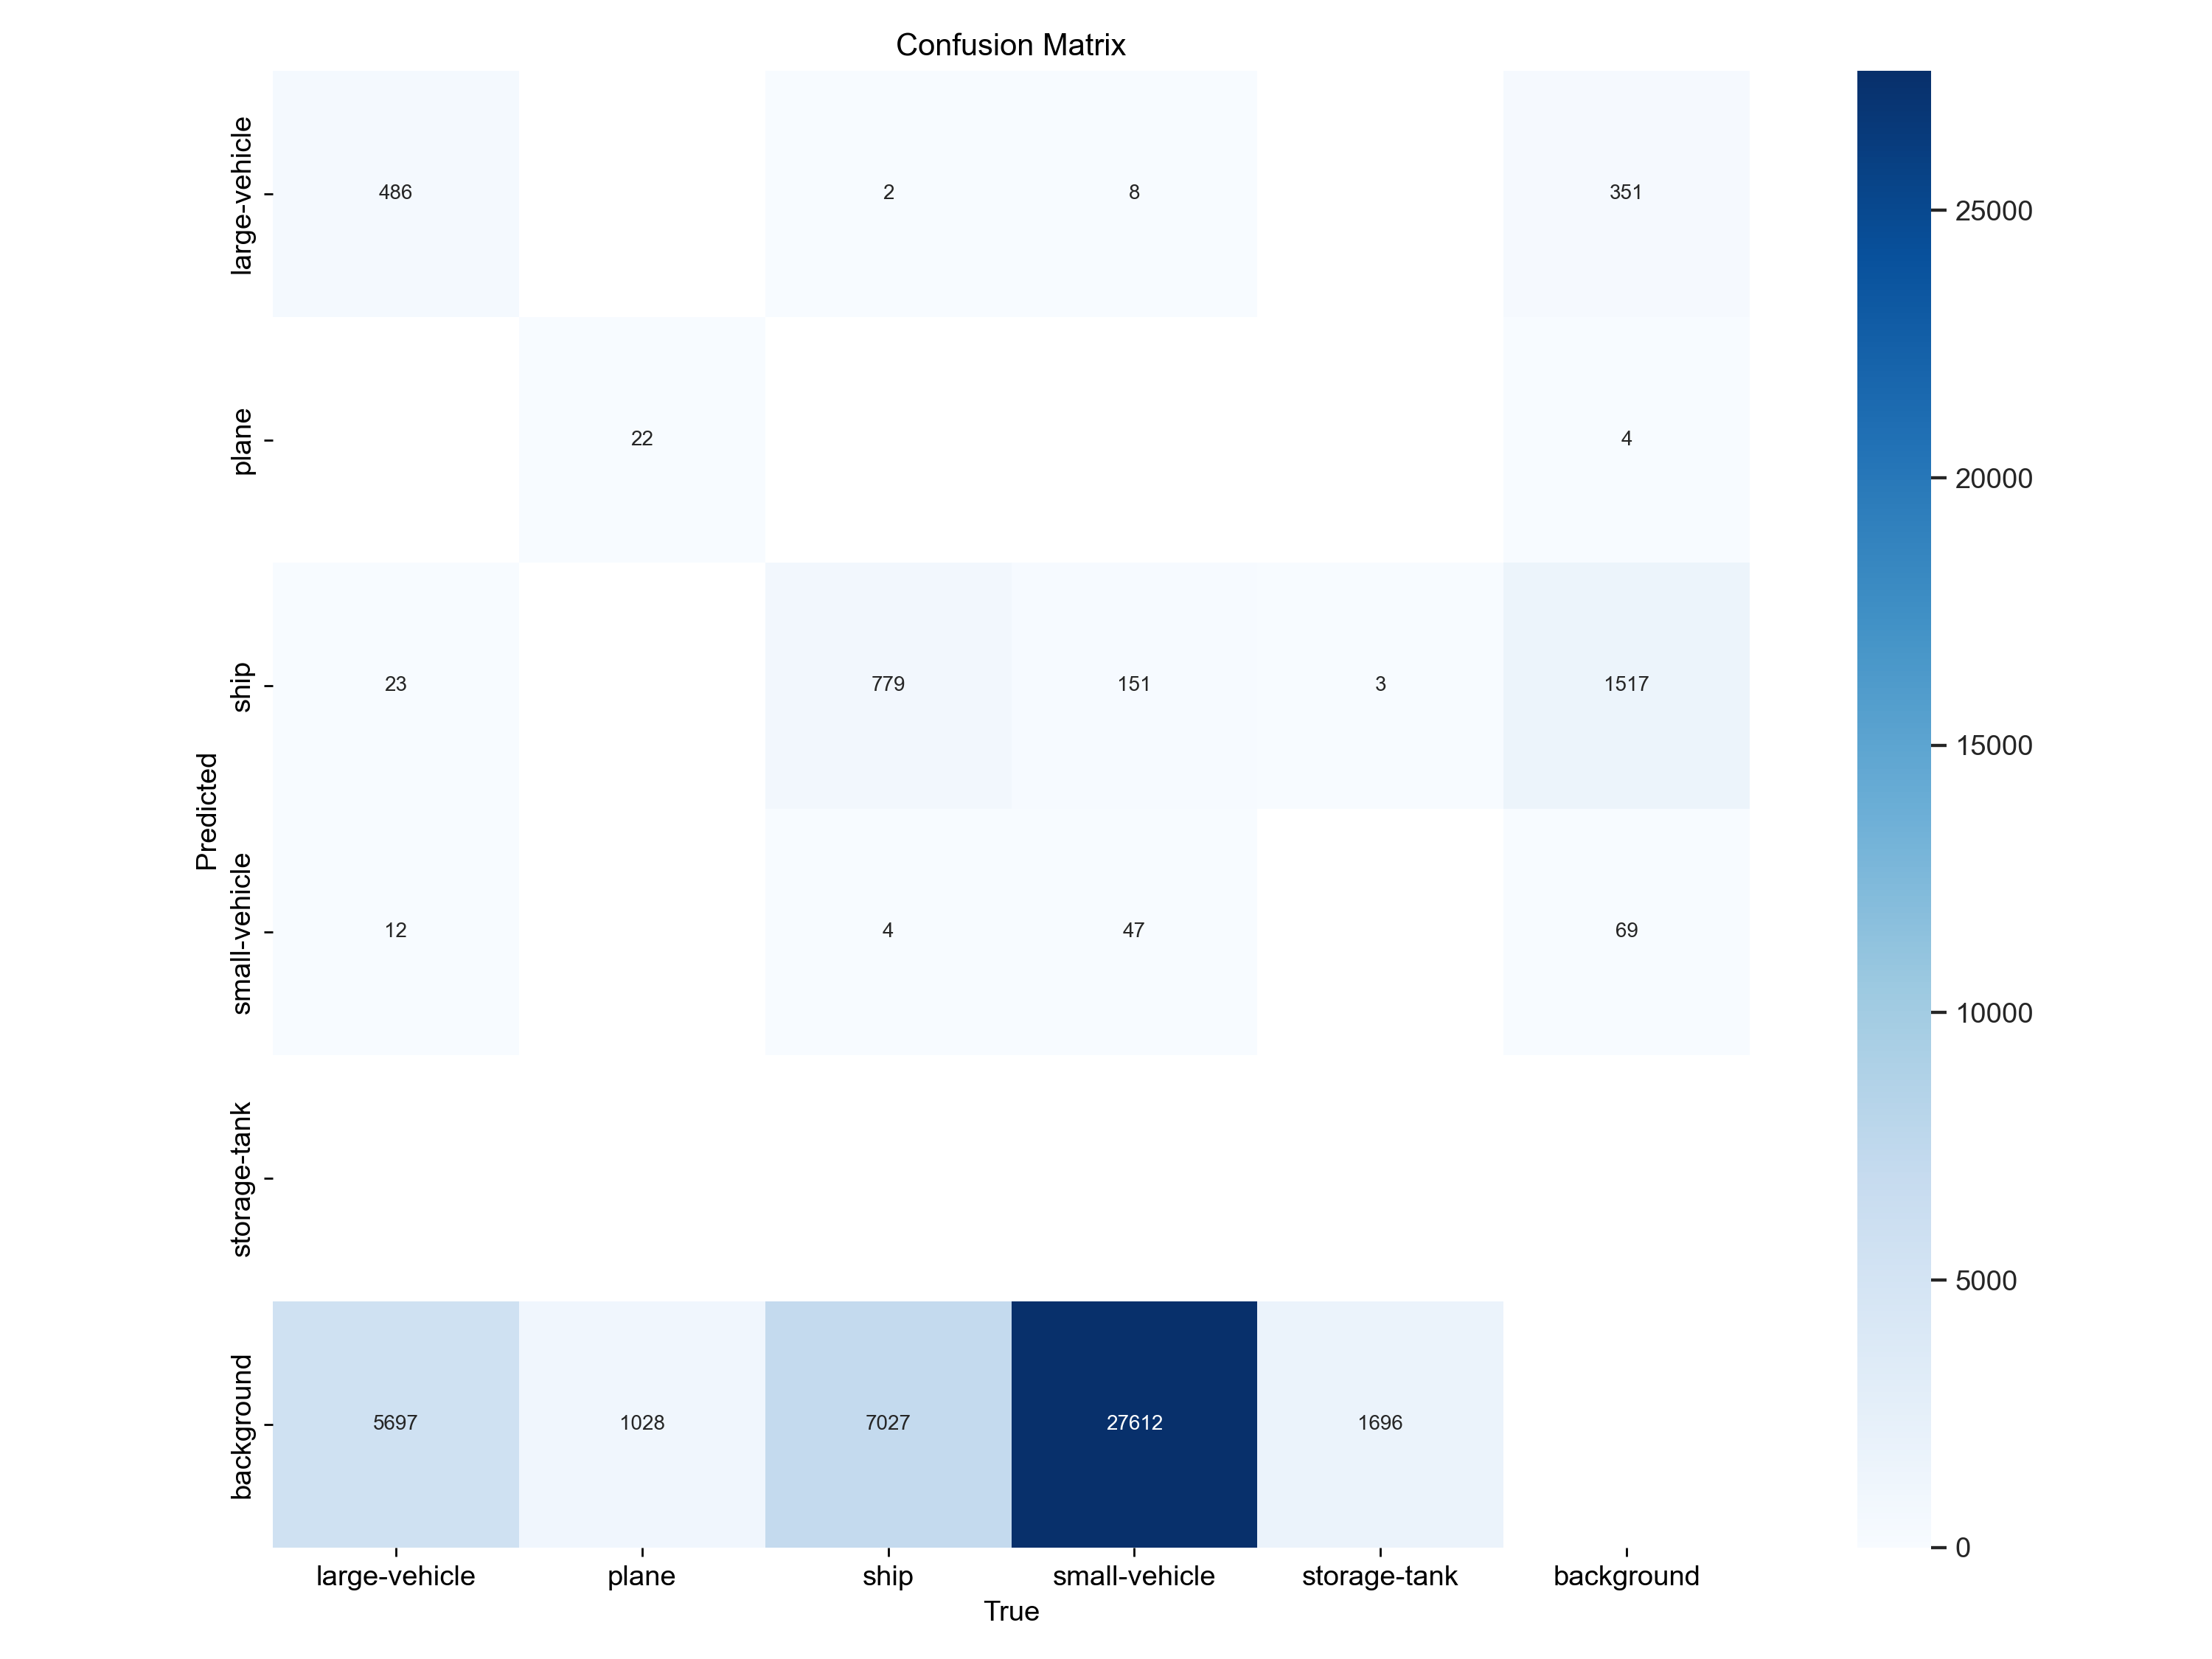 Confusion Matrix
large-vehicle
486
2
8
351
25000
plane
22
4
20000
ship
23
779
151
3
1517
15000
Predicted
small-vehicle
12
4
47
69
10000
storage-tank
5000
background
5697
1028
7027
27612
1696
0
large-vehicle
plane
ship
small-vehicle
storage-tank
background
True